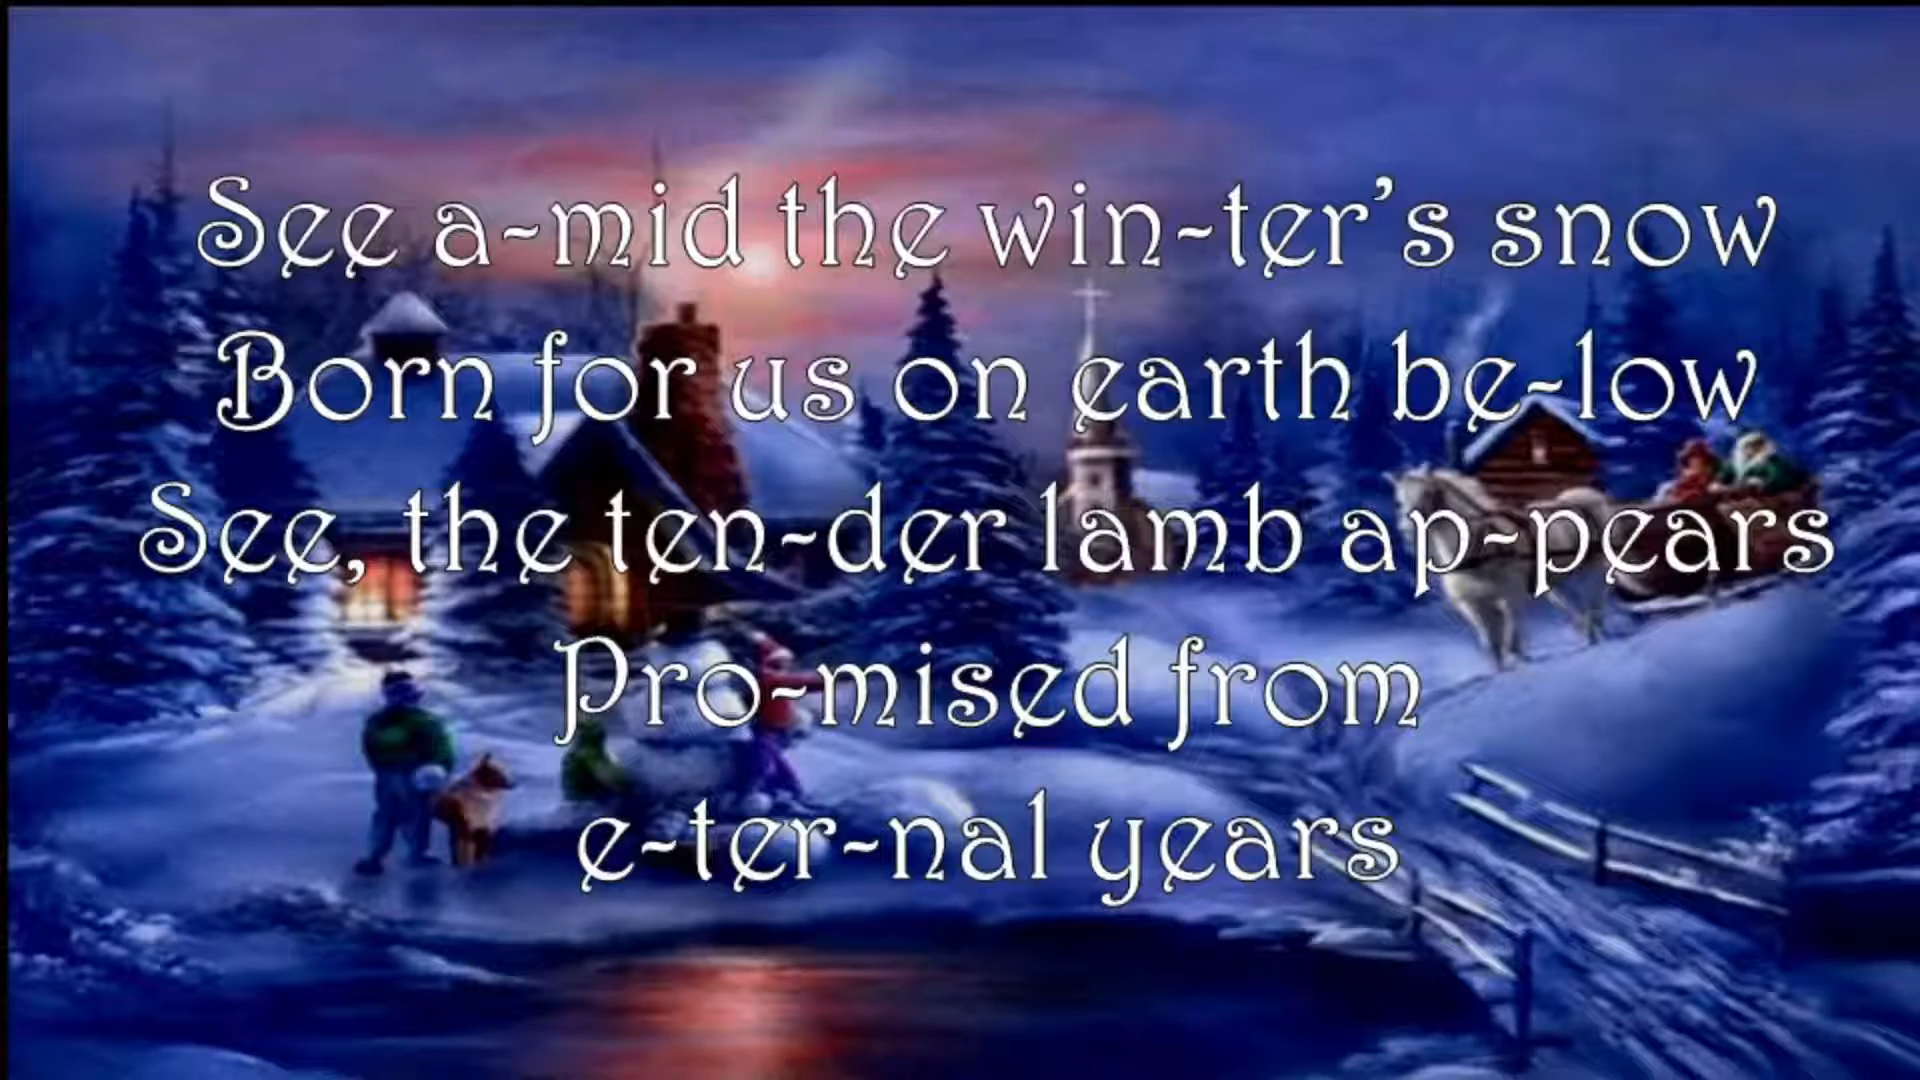 See a-mid the win-ter's snow
Born for us on earth be-low
See, the ten-der lamb ap-pears
Pro-mised from
e-ter-nal years